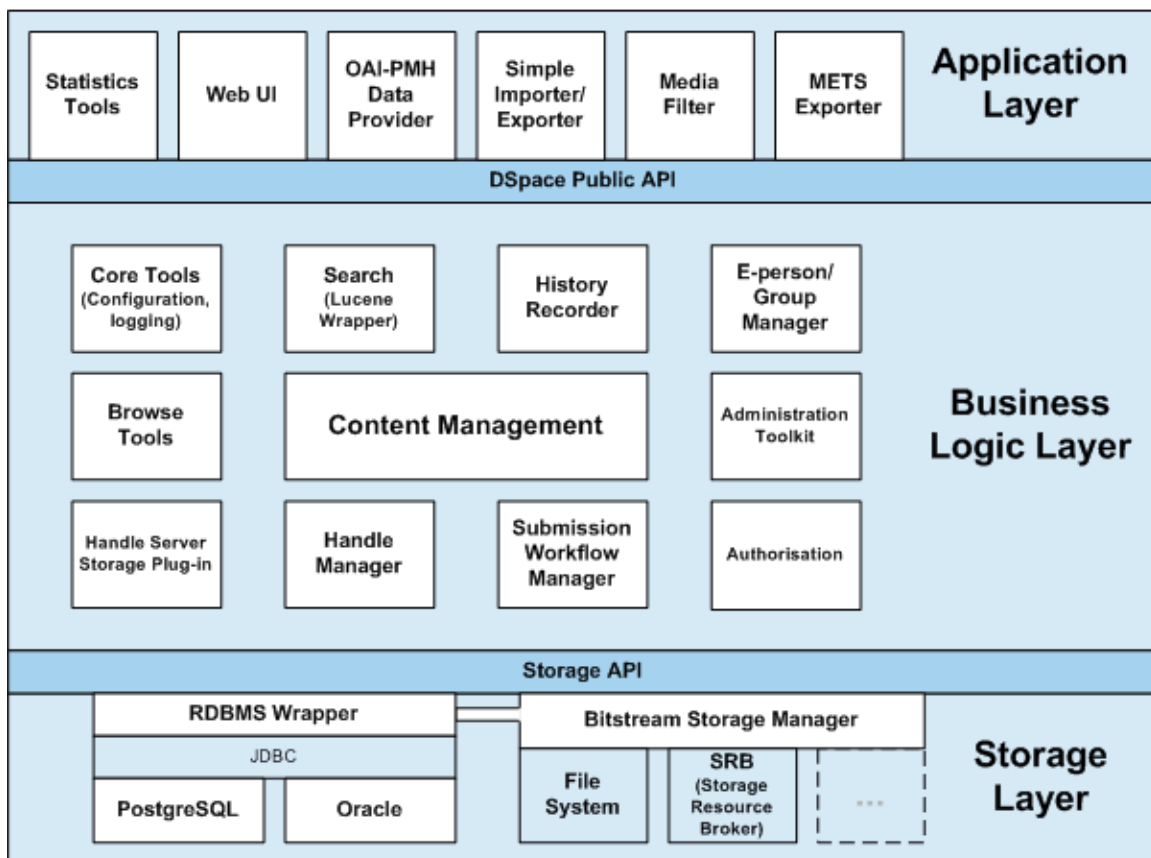 Statistics
Tools
Web UI
OAI-PMH
Data
Provider
Simple
Importer/
Exporter
Media
Filter
METS
Exporter
Application
Layer
DSpace Public API
Core Tools
(Configuration,
logging)
Search
(Lucene
Wrapper)
History
Recorder
E-person/
Group
Manager
Browse
Tools
Content Management
Administration
Toolkit
Business
Logic Layer
Handle Server
Storage Plug-in
Handle
Manager
Submission
Workflow
Manager
Authorisation
Storage API
RDBMS Wrapper
Bitstream Storage Manager
JDBC
PostgreSQL
Oracle
File
System
SRB
(Storage
Resource
Broker)
...
Storage
Layer